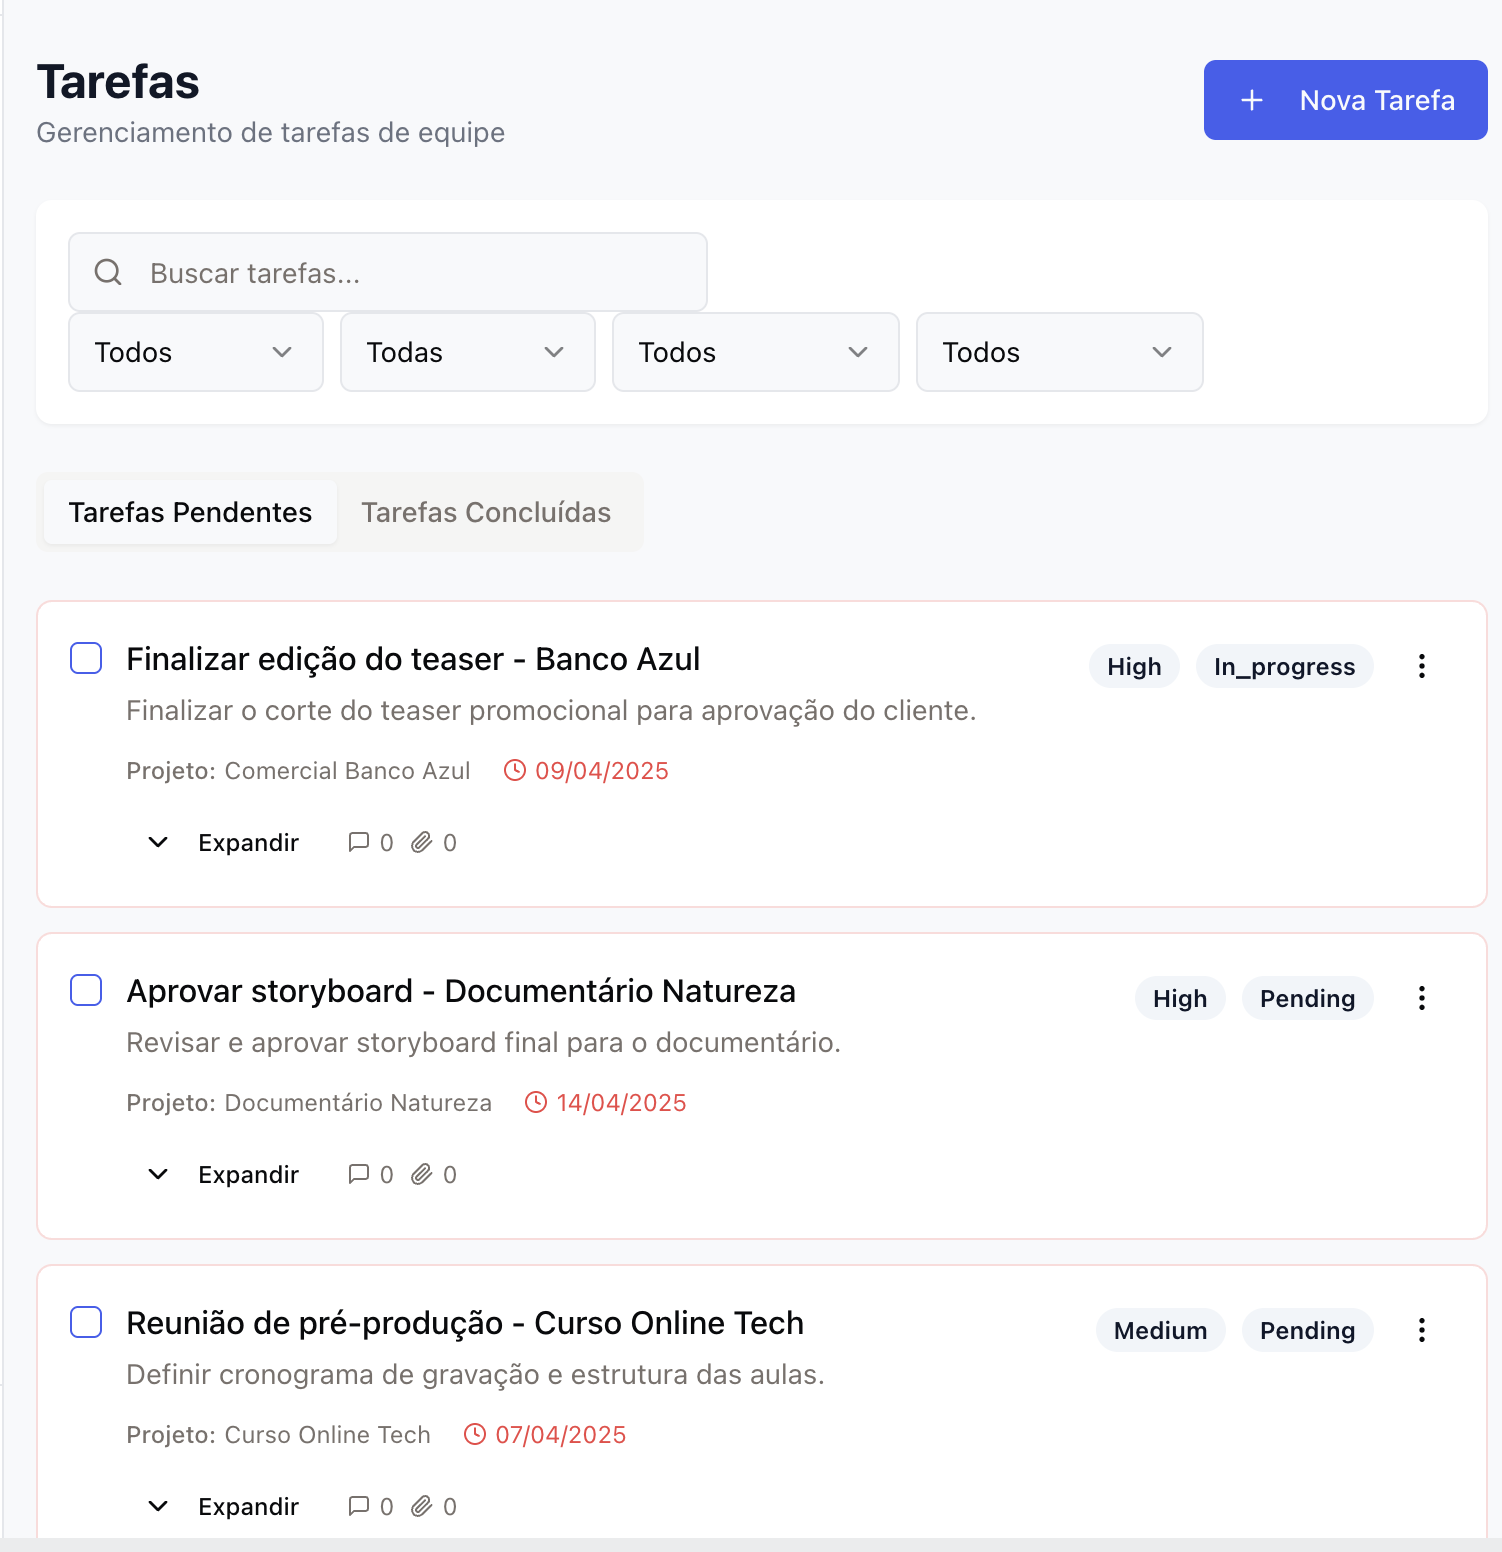 Tarefas
Gerenciamento de tarefas de equipe
Nova Tarefa
Buscar tarefas...
Todos Todas Todos Todos
Tarefas Pendentes Tarefas Concluídas
Finalizar edição do teaser - Banco Azul High In_progress
Finalizar o corte do teaser promocional para aprovação do cliente.
Projeto: Comercial Banco Azul 09/04/2025
Expandir 0 0
Aprovar storyboard - Documentário Natureza High Pending
Revisar e aprovar storyboard final para o documentário.
Projeto: Documentário Natureza 14/04/2025
Expandir 0 0
Reunião de pré-produção - Curso Online Tech Medium Pending
Definir cronograma de gravação e estrutura das aulas.
Projeto: Curso Online Tech 07/04/2025
Expandir 0 0